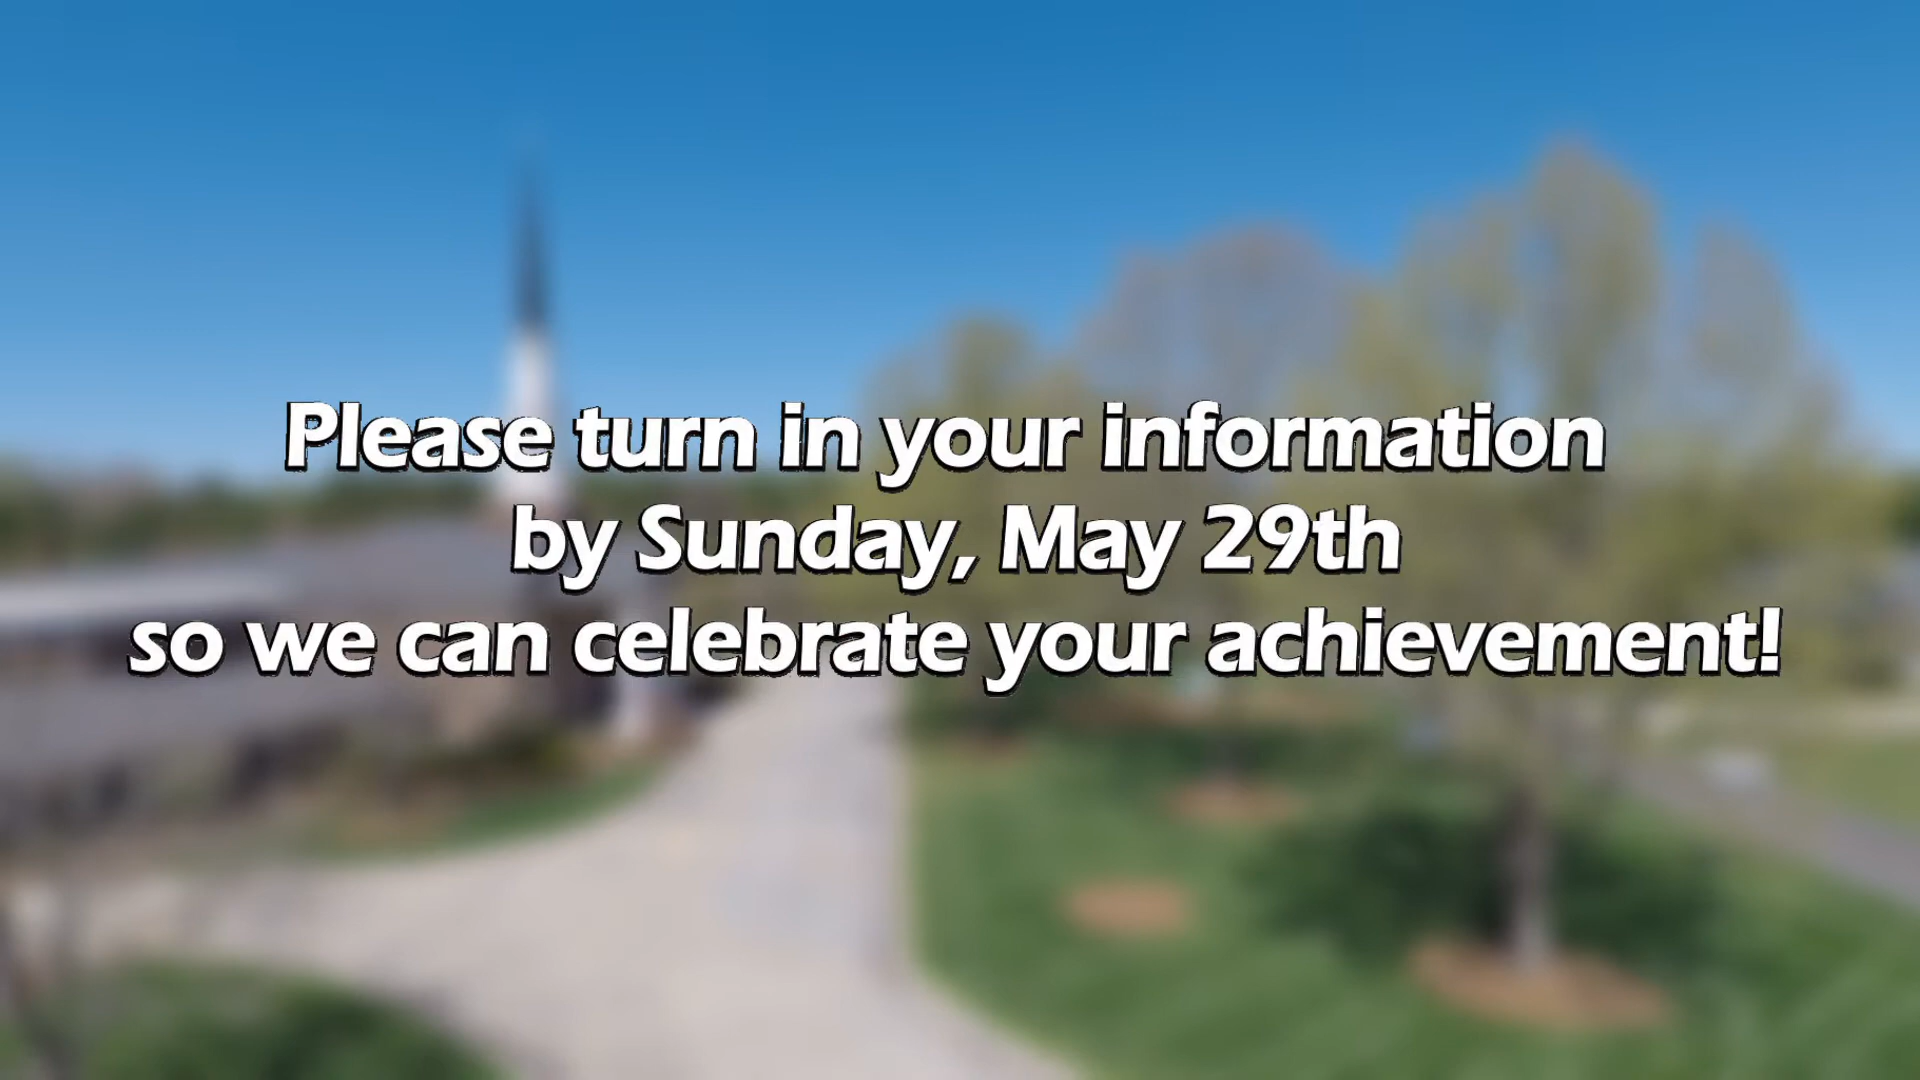 Please turn in your information
by Sunday, May 29th
so we can celebrate your achievement!